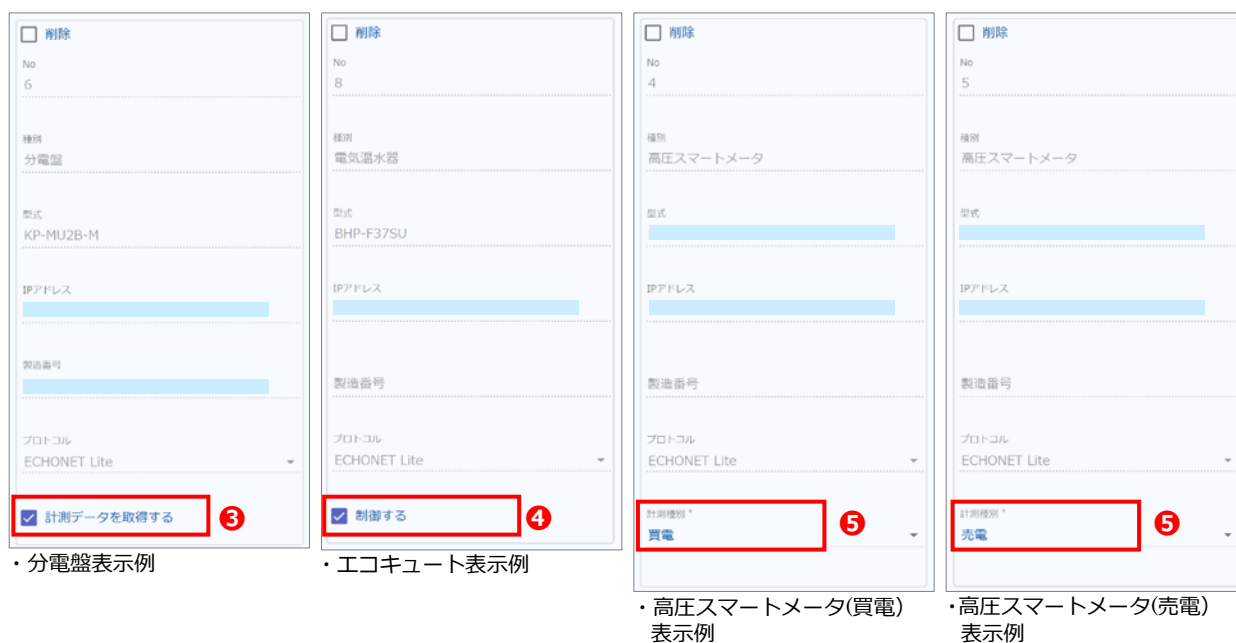 削除
No
6
種別
分電盤
型式
KP-MU2B-M
IPアドレス
製造番号
プロトコル
ECHONET Lite
計測データを取得する
❸
・分電盤表示例
削除
No
8
種別
電気温水器
型式
BHP-F37SU
IPアドレス
製造番号
プロトコル
ECHONET Lite
制御する
❹
・エコキュート表示例
削除
No
4
種別
高圧スマートメータ
型式
IPアドレス
製造番号
プロトコル
ECHONET Lite
計測種別 *
買電
❺
・高圧スマートメータ(買電)
表示例
削除
No
5
種別
高圧スマートメータ
型式
IPアドレス
製造番号
プロトコル
ECHONET Lite
計測種別 *
売電
❺
・高圧スマートメータ(売電)
表示例